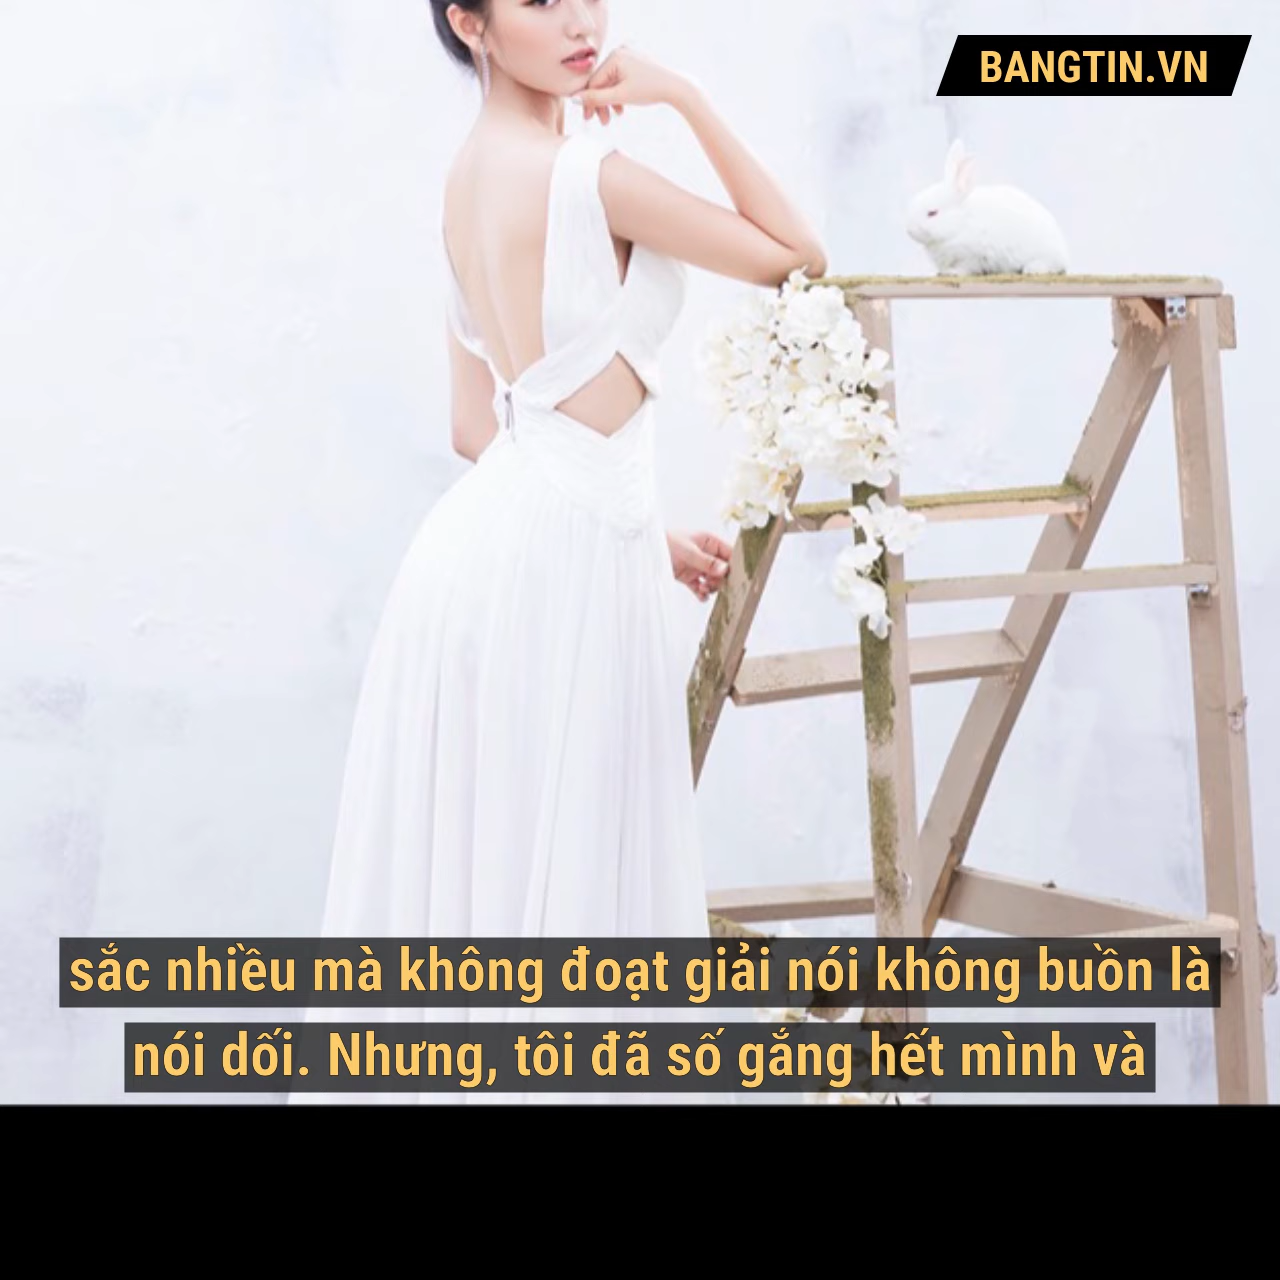 BANGTIN.VN
sắc nhiều mà không đoạt giải nói không buồn là
nói dối. Nhưng, tôi đã số gắng hết mình và